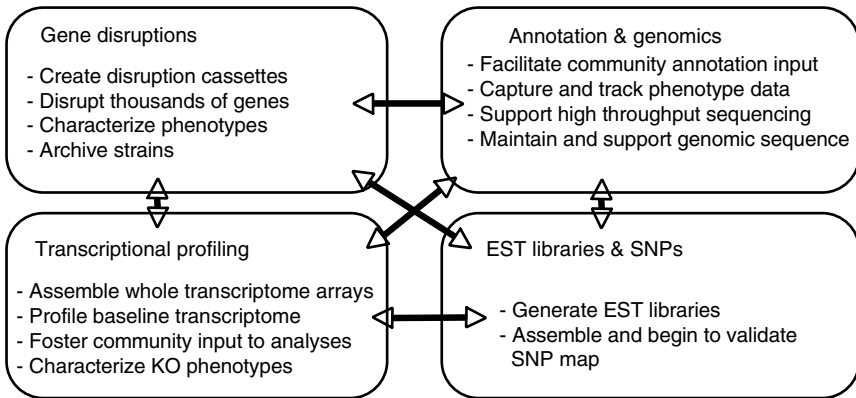 Gene disruptions
- Create disruption cassettes
- Disrupt thousands of genes
- Characterize phenotypes
- Archive strains
Annotation & genomics
- Facilitate community annotation input
- Capture and track phenotype data
- Support high throughput sequencing
- Maintain and support genomic sequence
Transcriptional profiling
- Assemble whole transcriptome arrays
- Profile baseline transcriptome
- Foster community input to analyses
- Characterize KO phenotypes
EST libraries & SNPs
- Generate EST libraries
- Assemble and begin to validate
SNP map